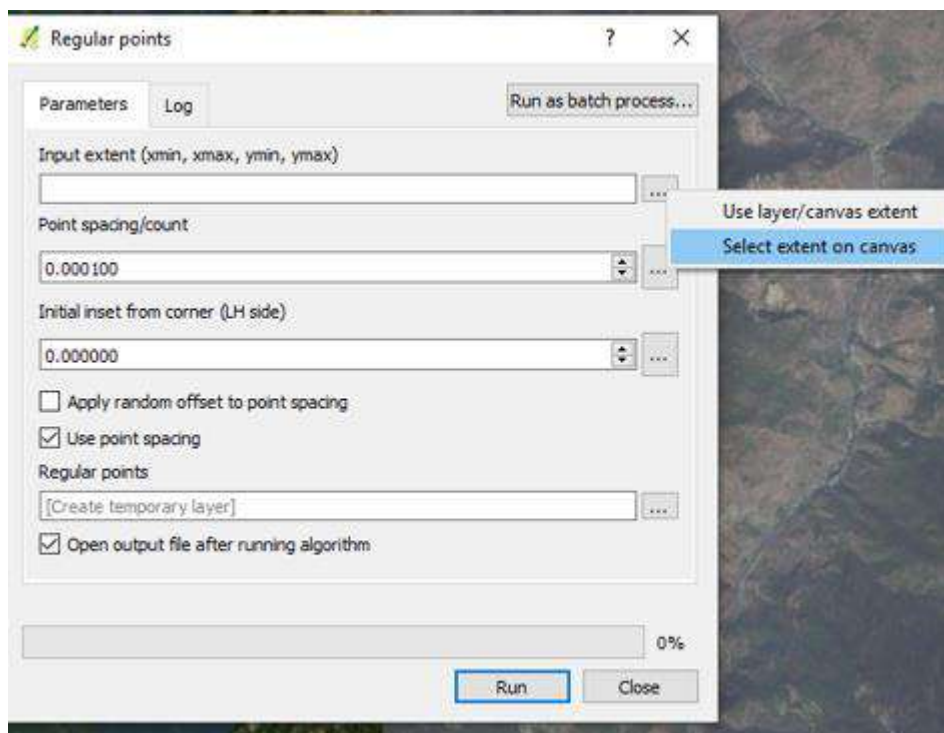 Regular points ? ×
Parameters Log Run as batch process...
Input extent (xmin, xmax, ymin, ymax)
...
Use layer/canvas extent
Point spacing/count
Select extent on canvas
0.000100 ...
Initial inset from corner (LH side)
0.000000 ...
Apply random offset to point spacing
Use point spacing
Regular points
[Create temporary layer] ...
Open output file after running algorithm
0%
Run Close